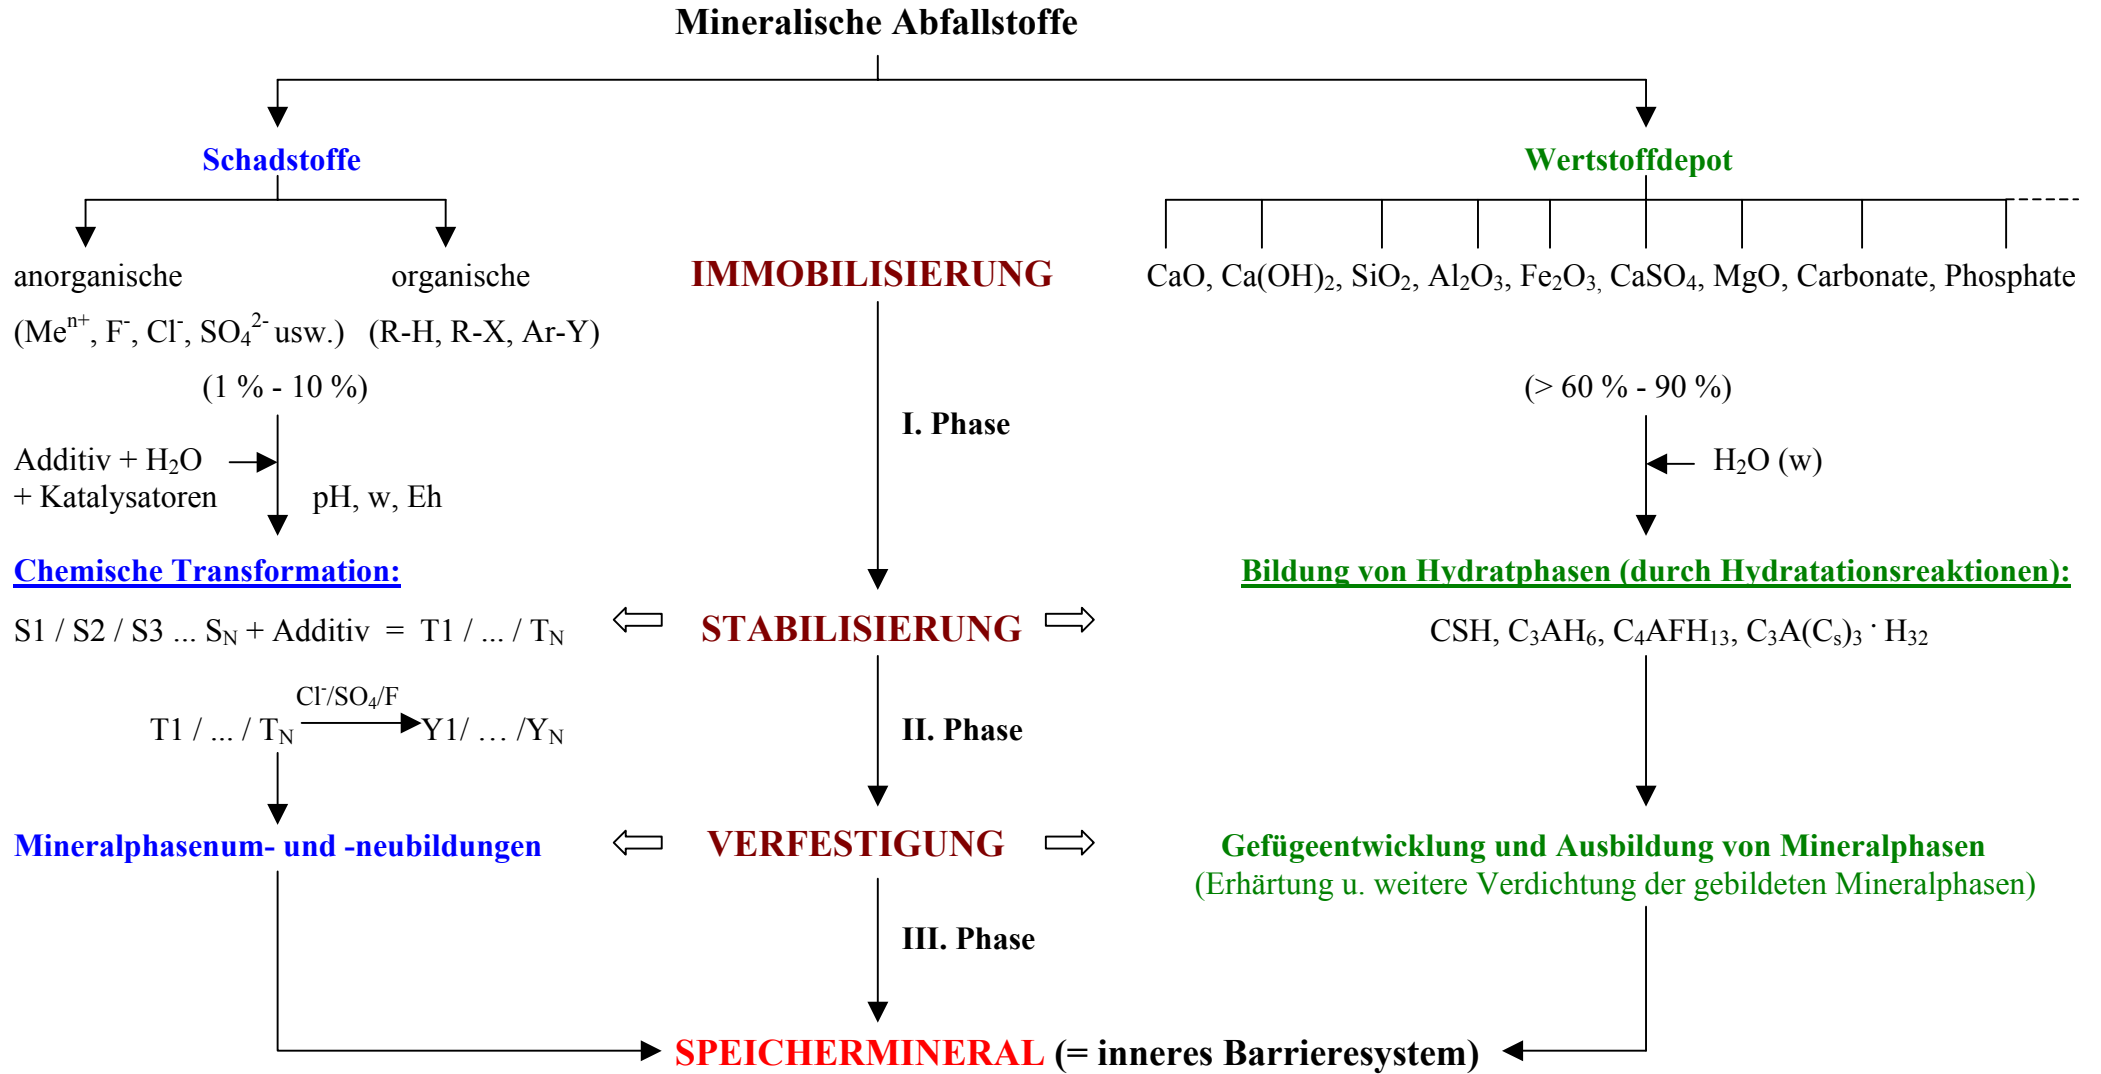 Mineralische Abfallstoffe
Schadstoffe
Wertstoffdepot
anorganische
organische
IMMOBILISIERUNG
CaO, Ca(OH)₂, SiO₂, Al₂O₃, Fe₂O₃, CaSO₄, MgO, Carbonate, Phosphate
(Meⁿ⁺, F⁻, Cl⁻, SO₄²⁻ usw.)
(R-H, R-X, Ar-Y)
(1 % - 10 %)
(> 60 % - 90 %)
I. Phase
Additiv + H₂O
+ Katalysatoren
pH, w, Eh
H₂O (w)
Chemische Transformation:
Bildung von Hydratphasen (durch Hydratationsreaktionen):
S1 / S2 / S3 ... S_N + Additiv = T1 / ... / T_N
STABILISIERUNG
CSH, C₃AH₆, C₄AFH₁₃, C₃A(Cₛ)₃ · H₃₂
Cl⁻/SO₄/F
T1 / ... / T_N
Y1/ … /Y_N
II. Phase
Mineralphasenum- und -neubildungen
VERFESTIGUNG
Gefügeentwicklung und Ausbildung von Mineralphasen
(Erhärtung u. weitere Verdichtung der gebildeten Mineralphasen)
III. Phase
SPEICHERMINERAL (= inneres Barrieresystem)